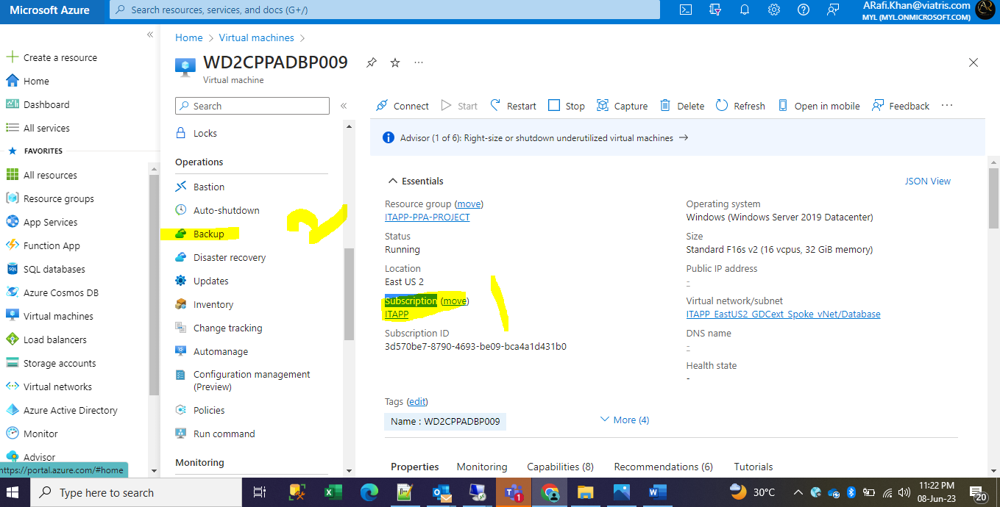 Microsoft Azure
Search resources, services, and docs (G+/)
ARafi.Khan@viatris.com
MYL (MYL.ONMICROSOFT.COM)
Create a resource
Home
Dashboard
All services
FAVORITES
All resources
Resource groups
App Services
Function App
SQL databases
Azure Cosmos DB
Virtual machines
Load balancers
Storage accounts
Virtual networks
Azure Active Directory
Monitor
Advisor
https://portal.azure.com/#home
Home > Virtual machines >
WD2CPPADBP009
Virtual machine
Search
Locks
Operations
Bastion
Auto-shutdown
Backup
2
Disaster recovery
Updates
Inventory
Change tracking
Automanage
Configuration management
(Preview)
Policies
Run command
Monitoring
Connect Start Restart Stop Capture Delete Refresh Open in mobile Feedback
Advisor (1 of 6): Right-size or shutdown underutilized virtual machines →
Essentials
JSON View
Resource group (move)
ITAPP-PPA-PROJECT
Status
Running
Location
East US 2
Subscription (move)
ITAPP
1
Subscription ID
3d570be7-8790-4693-be09-bca4a1d431b0
Operating system
Windows (Windows Server 2019 Datacenter)
Size
Standard F16s v2 (16 vcpus, 32 GiB memory)
Public IP address
-
Virtual network/subnet
ITAPP_EastUS2_GDCext_Spoke_vNet/Database
DNS name
-
Health state
-
Tags (edit)
Name : WD2CPPADBP009
More (4)
Properties Monitoring Capabilities (8) Recommendations (6) Tutorials
Type here to search
1
30°C
11:22 PM
08-Jun-23
20